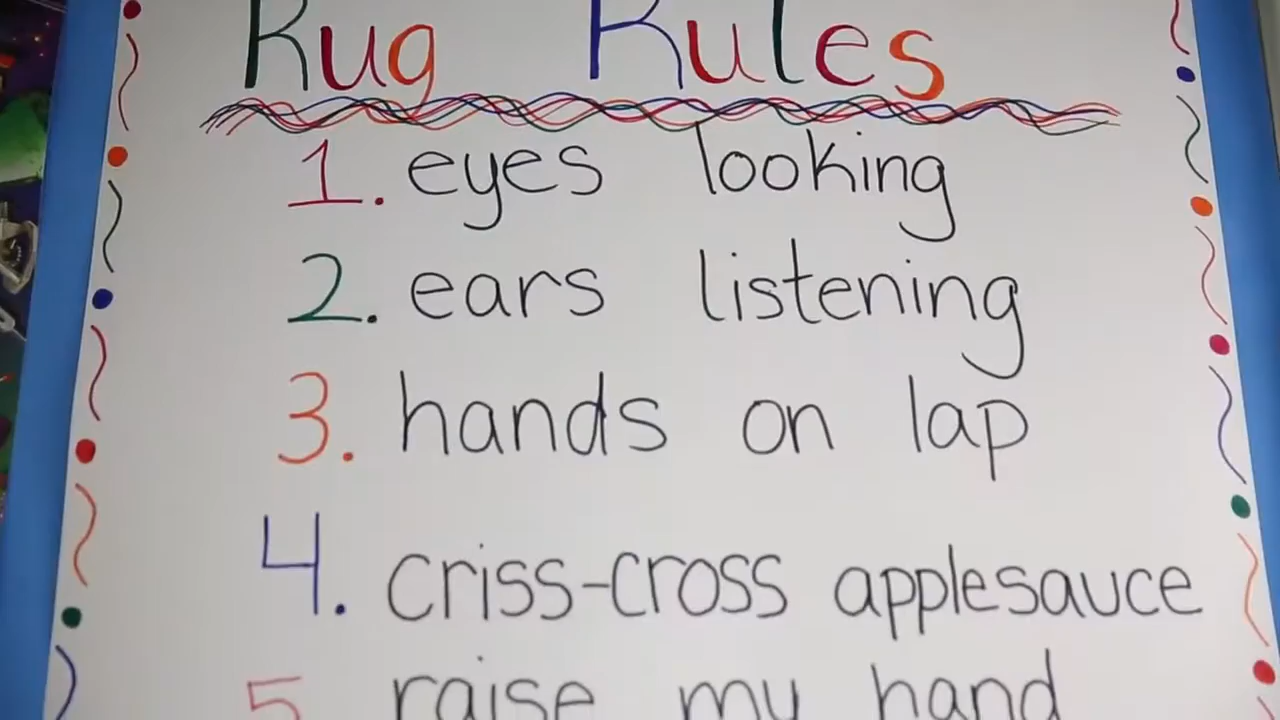 Rug Rules
1. eyes looking
2. ears listening
3. hands on lap
4. criss-cross applesauce
5. raise my hand